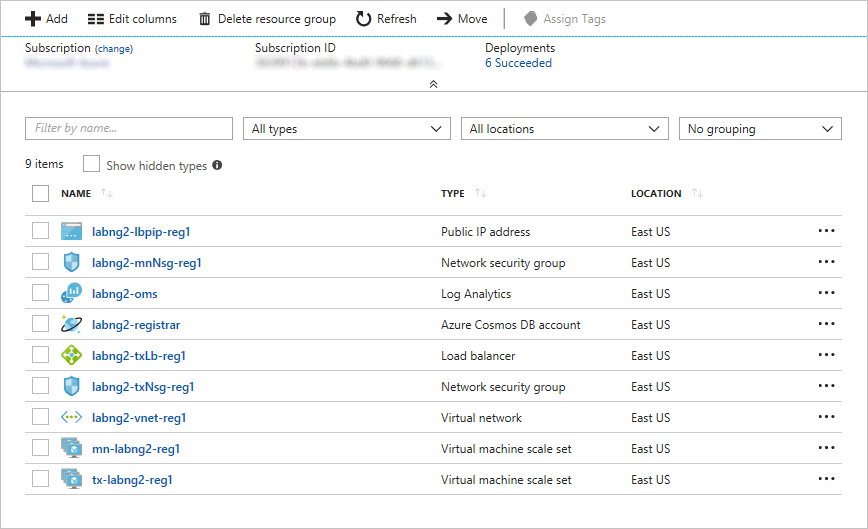 Add Edit columns Delete resource group Refresh Move Assign Tags
Subscription (change) Subscription ID Deployments
6 Succeeded
Filter by name... All types All locations No grouping
9 items Show hidden types
NAME TYPE LOCATION
labng2-lbpip-reg1 Public IP address East US
labng2-mnNsg-reg1 Network security group East US
labng2-oms Log Analytics East US
labng2-registrar Azure Cosmos DB account East US
labng2-txLb-reg1 Load balancer East US
labng2-txNsg-reg1 Network security group East US
labng2-vnet-reg1 Virtual network East US
mn-labng2-reg1 Virtual machine scale set East US
tx-labng2-reg1 Virtual machine scale set East US